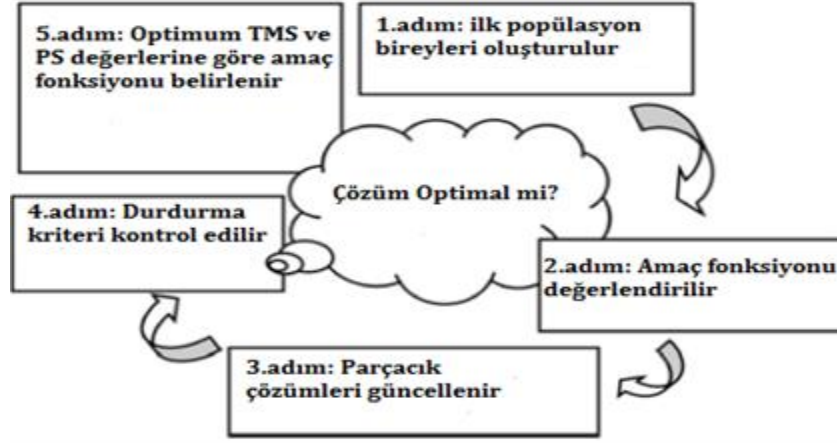 1.adım: ilk popülasyon
bireyleri oluşturulur
2.adım: Amaç fonksiyonu
değerlendirilir
3.adım: Parçacık
çözümleri güncellenir
4.adım: Durdurma
kriteri kontrol edilir
Çözüm Optimal mi?
5.adım: Optimum TMS ve
PS değerlerine göre amaç
fonksiyonu belirlenir